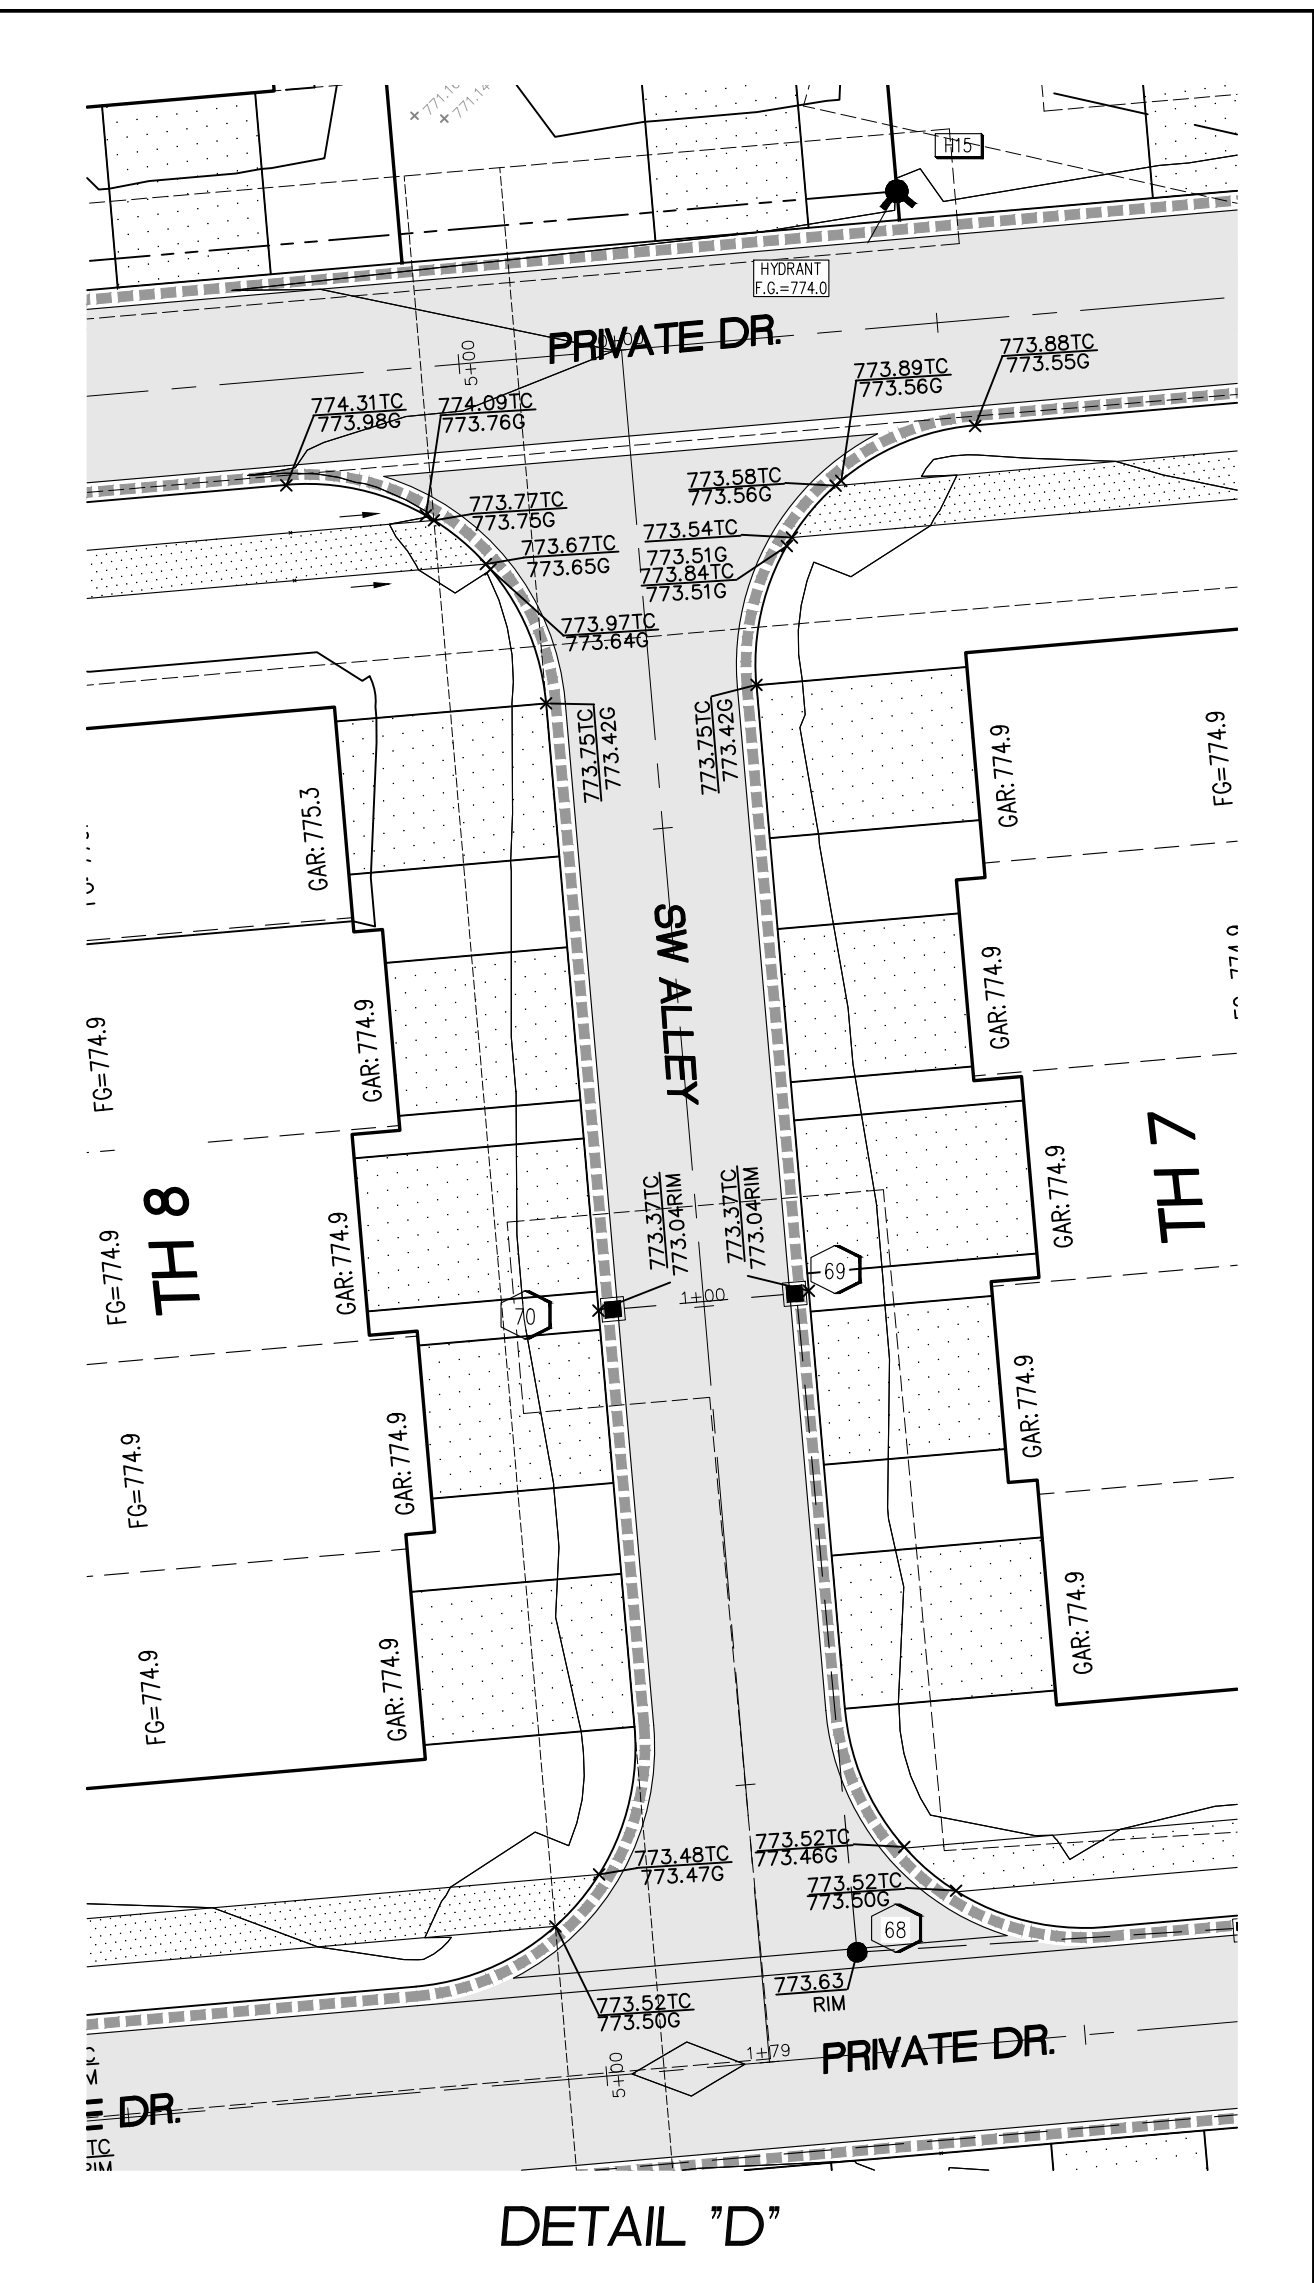 H15
HYDRANT
F.G.=774.0
PRIVATE DR.
0+00
5+00
773.88TC
773.55G
773.89TC
773.56G
774.31TC
773.98G
774.09TC
773.76G
773.58TC
773.56G
773.77TC
773.75G
773.54TC
773.51G
773.67TC
773.65G
773.84TC
773.51G
773.97TC
773.64G
773.75TC
773.42G
773.75TC
773.42G
GAR: 775.3
GAR: 774.9
FG=774.9
SW ALLEY
GAR: 774.9
FG=774.9
GAR: 774.9
TH 8
TH 7
773.37TC
773.04RIM
773.37TC
773.04RIM
GAR: 774.9
FG=774.9
GAR: 774.9
69
70
1+00
GAR: 774.9
FG=774.9
GAR: 774.9
GAR: 774.9
FG=774.9
GAR: 774.9
773.48TC
773.47G
773.52TC
773.46G
773.52TC
773.50G
68
773.63
RIM
773.52TC
773.50G
1+79
5+00
PRIVATE DR.
DR.
TC
DETAIL "D"